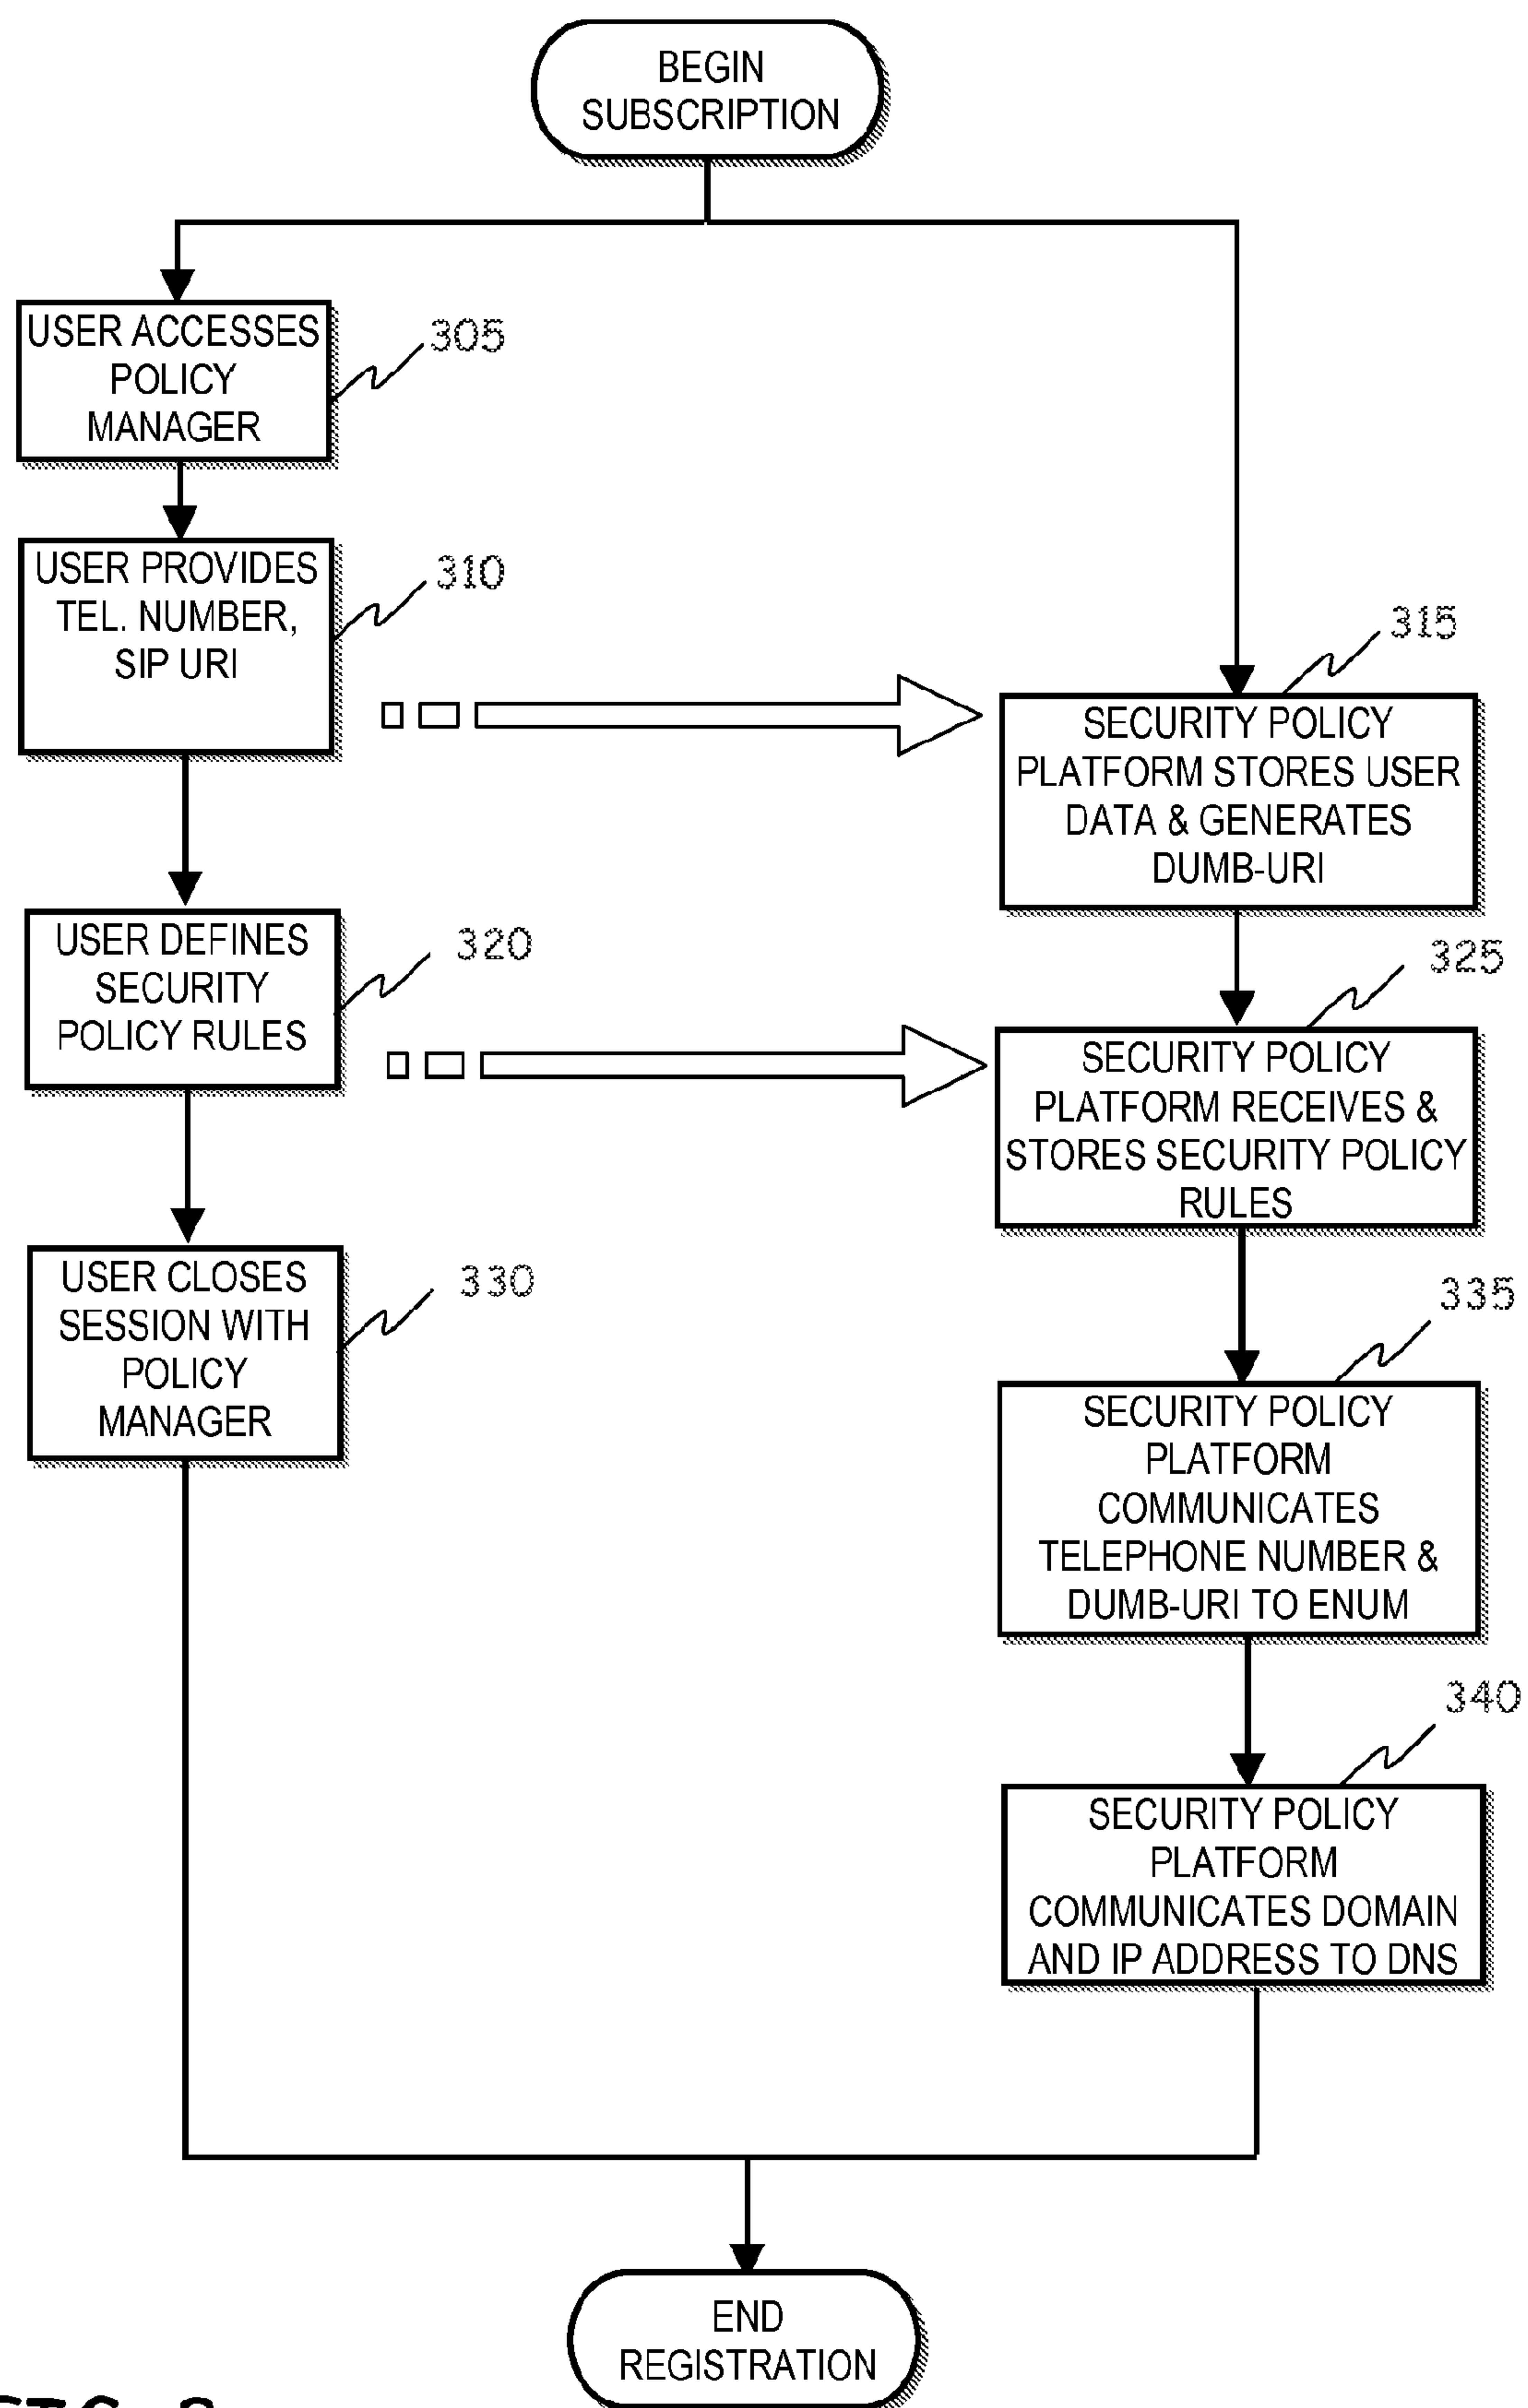 BEGIN
SUBSCRIPTION
USER ACCESSES
POLICY
MANAGER
305
USER PROVIDES
TEL. NUMBER,
SIP URI
310
315
SECURITY POLICY
PLATFORM STORES USER
DATA & GENERATES
DUMB-URI
USER DEFINES
SECURITY
POLICY RULES
320
325
SECURITY POLICY
PLATFORM RECEIVES &
STORES SECURITY POLICY
RULES
USER CLOSES
SESSION WITH
POLICY
MANAGER
330
335
SECURITY POLICY
PLATFORM
COMMUNICATES
TELEPHONE NUMBER &
DUMB-URI TO ENUM
340
SECURITY POLICY
PLATFORM
COMMUNICATES DOMAIN
AND IP ADDRESS TO DNS
END
REGISTRATION